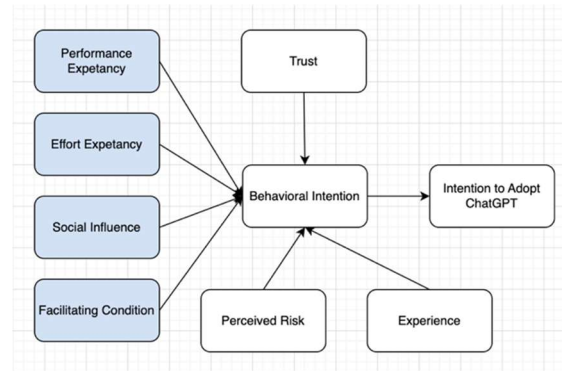 Performance
Expetancy
Trust
Effort Expetancy
Behavioral Intention
Intention to Adopt
ChatGPT
Social Influence
Facilitating Condition
Perceived Risk
Experience